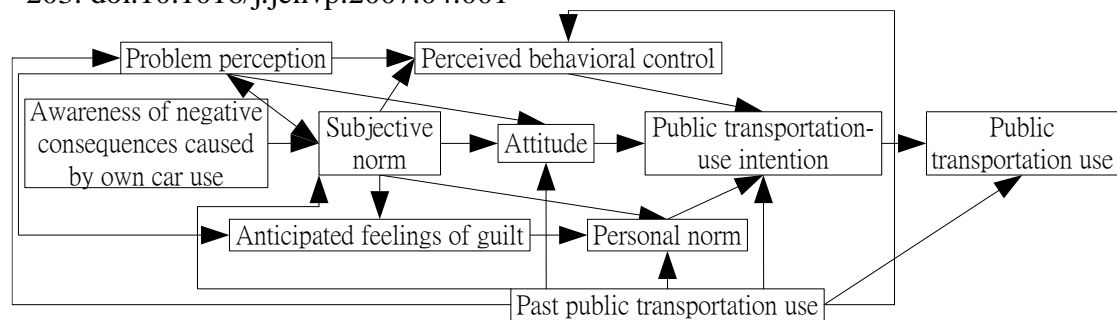 Problem perception
Perceived behavioral control
Awareness of negative
consequences caused
by own car use
Subjective
norm
Attitude
Public transportation-
use intention
Public
transportation use
Anticipated feelings of guilt
Personal norm
Past public transportation use